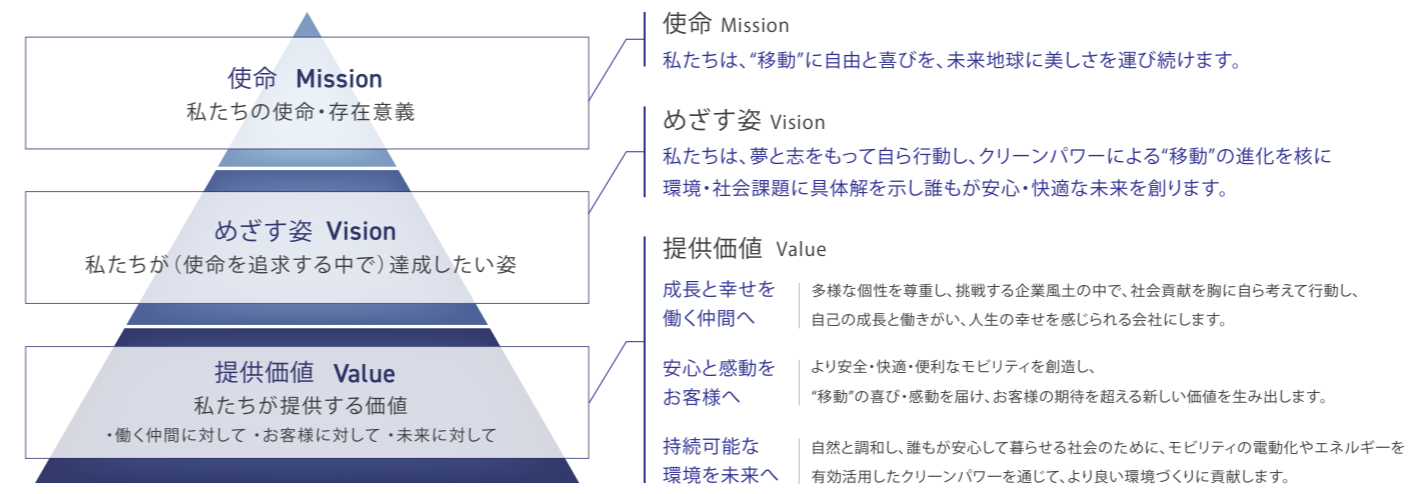 使命 Mission
私たちの使命・存在意義
めざす姿 Vision
私たちが（使命を追求する中で）達成したい姿
提供価値 Value
私たちが提供する価値
・働く仲間に対して ・お客様に対して ・未来に対して
使命 Mission
私たちは、“移動”に自由と喜びを、未来地球に美しさを運び続けます。
めざす姿 Vision
私たちは、夢と志をもって自ら行動し、クリーンパワーによる“移動”の進化を核に
環境・社会課題に具体解を示し誰もが安心・快適な未来を創ります。
提供価値 Value
成長と幸せを
働く仲間へ
多様な個性を尊重し、挑戦する企業風土の中で、社会貢献を胸に自ら考えて行動し、
自己の成長と働きがい、人生の幸せを感じられる会社にします。
安心と感動を
お客様へ
より安全・快適・便利なモビリティを創造し、
“移動”の喜び・感動を届け、お客様の期待を超える新しい価値を生み出します。
持続可能な
環境を未来へ
自然と調和し、誰もが安心して暮らせる社会のために、モビリティの電動化やエネルギーを
有効活用したクリーンパワーを通じて、より良い環境づくりに貢献します。